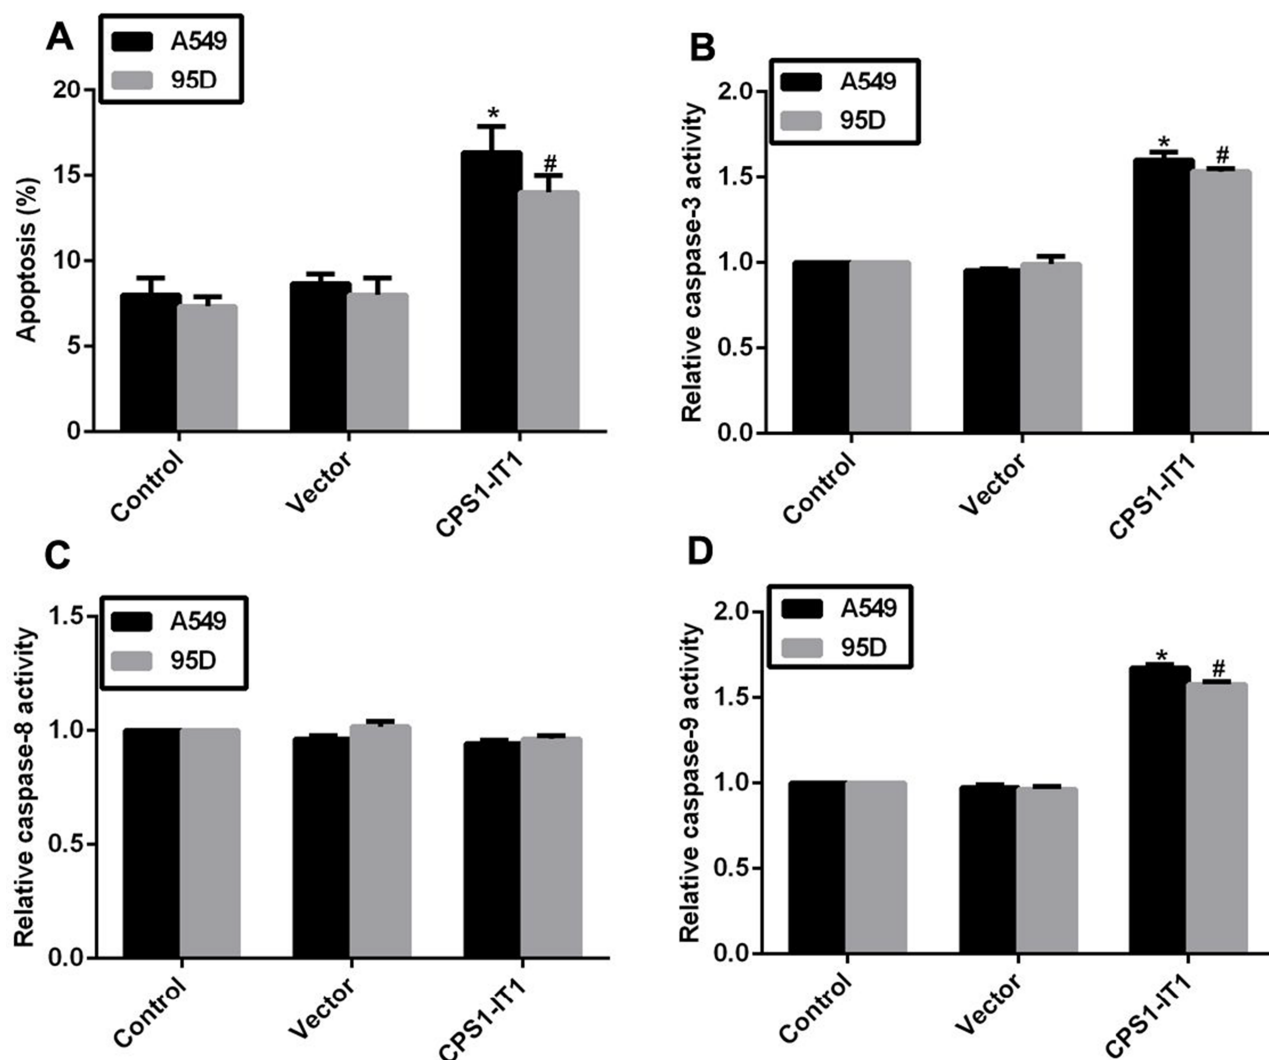 A
A549
95D
Apoptosis (%)
20
15
10
5
0
*
#
Control
Vector
CPS1-IT1
B
A549
95D
Relative caspase-3 activity
2.0
1.5
1.0
0.5
0.0
*
#
Control
Vector
CPS1-IT1
C
A549
95D
Relative caspase-8 activity
1.5
1.0
0.5
0.0
Control
Vector
CPS1-IT1
D
A549
95D
Relative caspase-9 activity
2.0
1.5
1.0
0.5
0.0
*
#
Control
Vector
CPS1-IT1